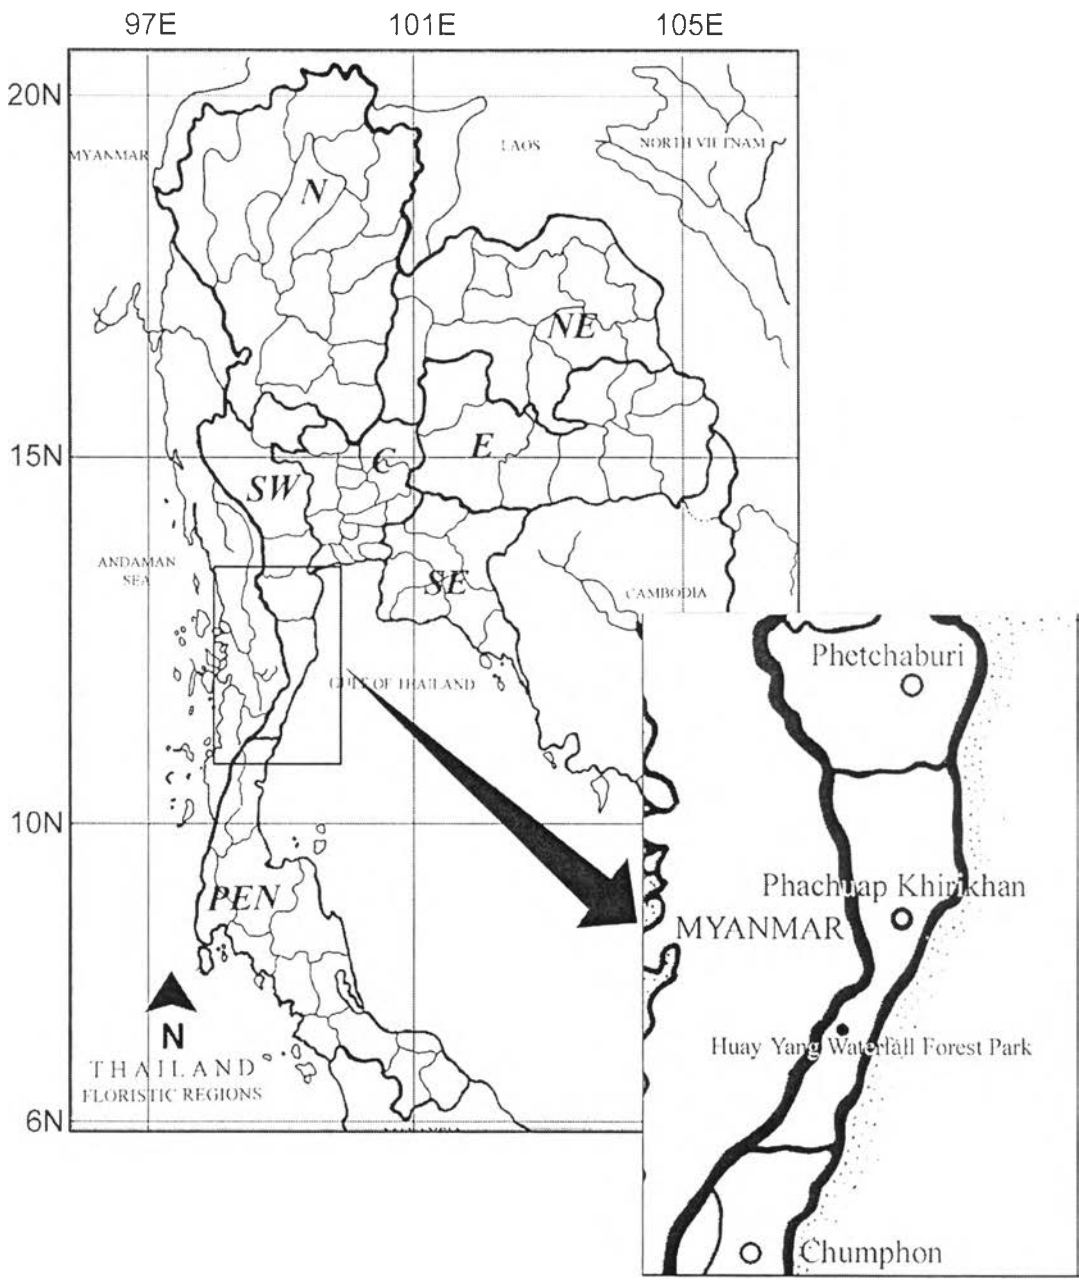 97E 101E 105E
20N
MYANMAR
LAOS
NORTH VIETNAM
N
NE
15N
C
E
SW
ANDAMAN
SEA
SE
CAMBODIA
GULF OF THAILAND
10N
PEN
N
THAILAND
FLORISTIC REGIONS
6N
Phetchaburi
Phachuap Khirikhan
MYANMAR
Huay Yang Waterfall Forest Park
Chumphon